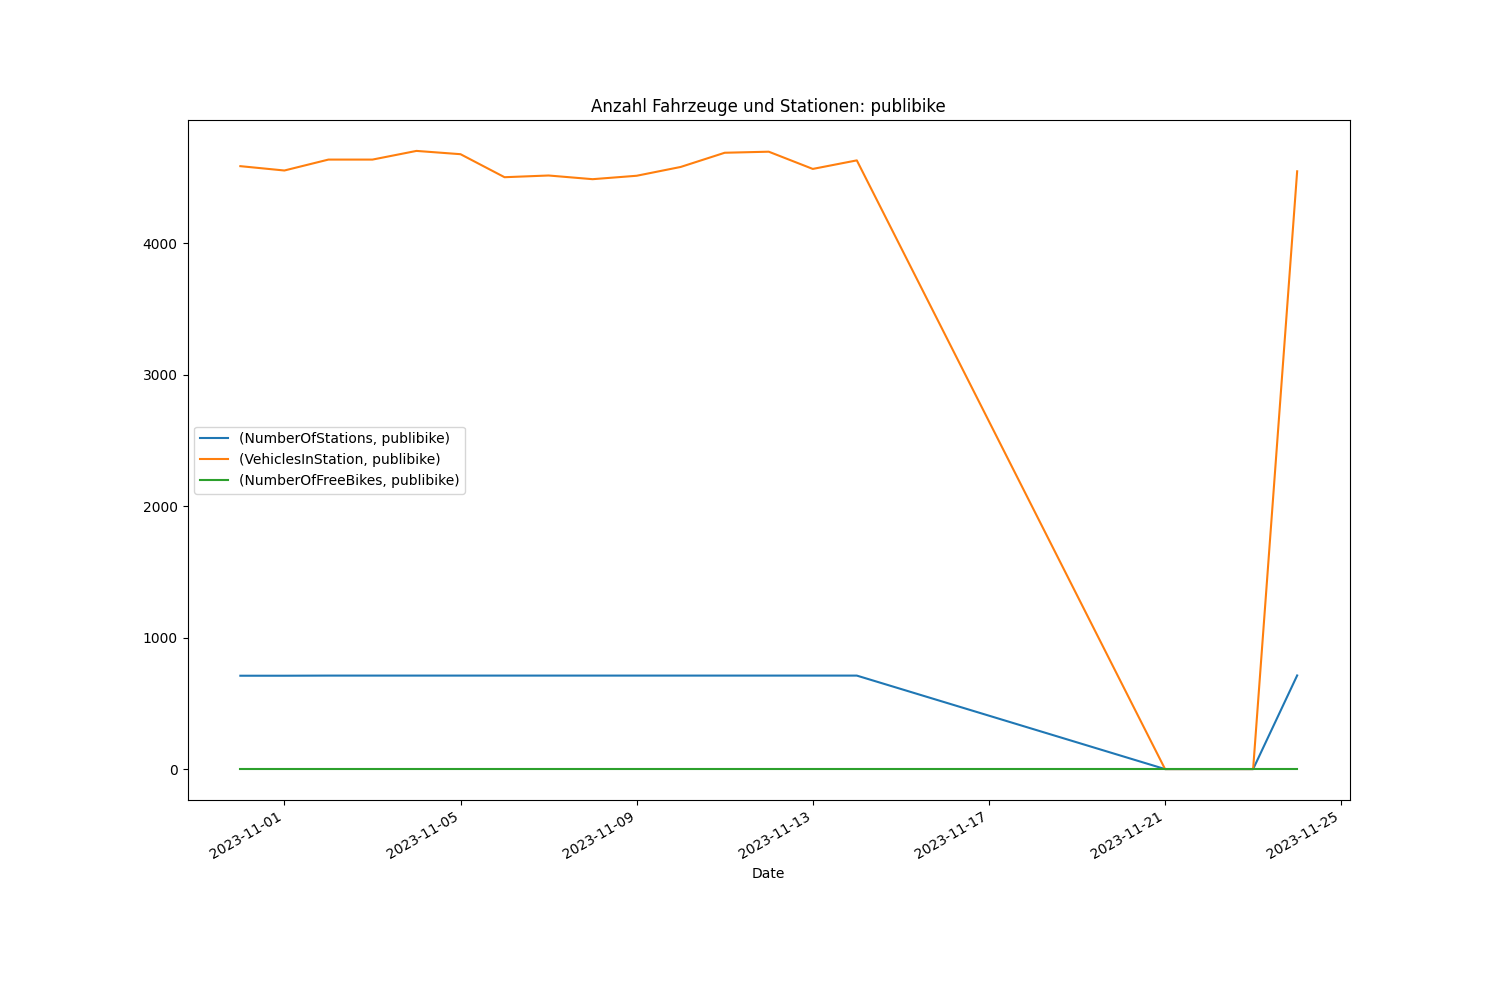 Anzahl Fahrzeuge und Stationen: publibike
4000
3000
2000
1000
0
(NumberOfStations, publibike)
(VehiclesInStation, publibike)
(NumberOfFreeBikes, publibike)
2023-11-01
2023-11-05
2023-11-09
2023-11-13
2023-11-17
2023-11-21
2023-11-25
Date